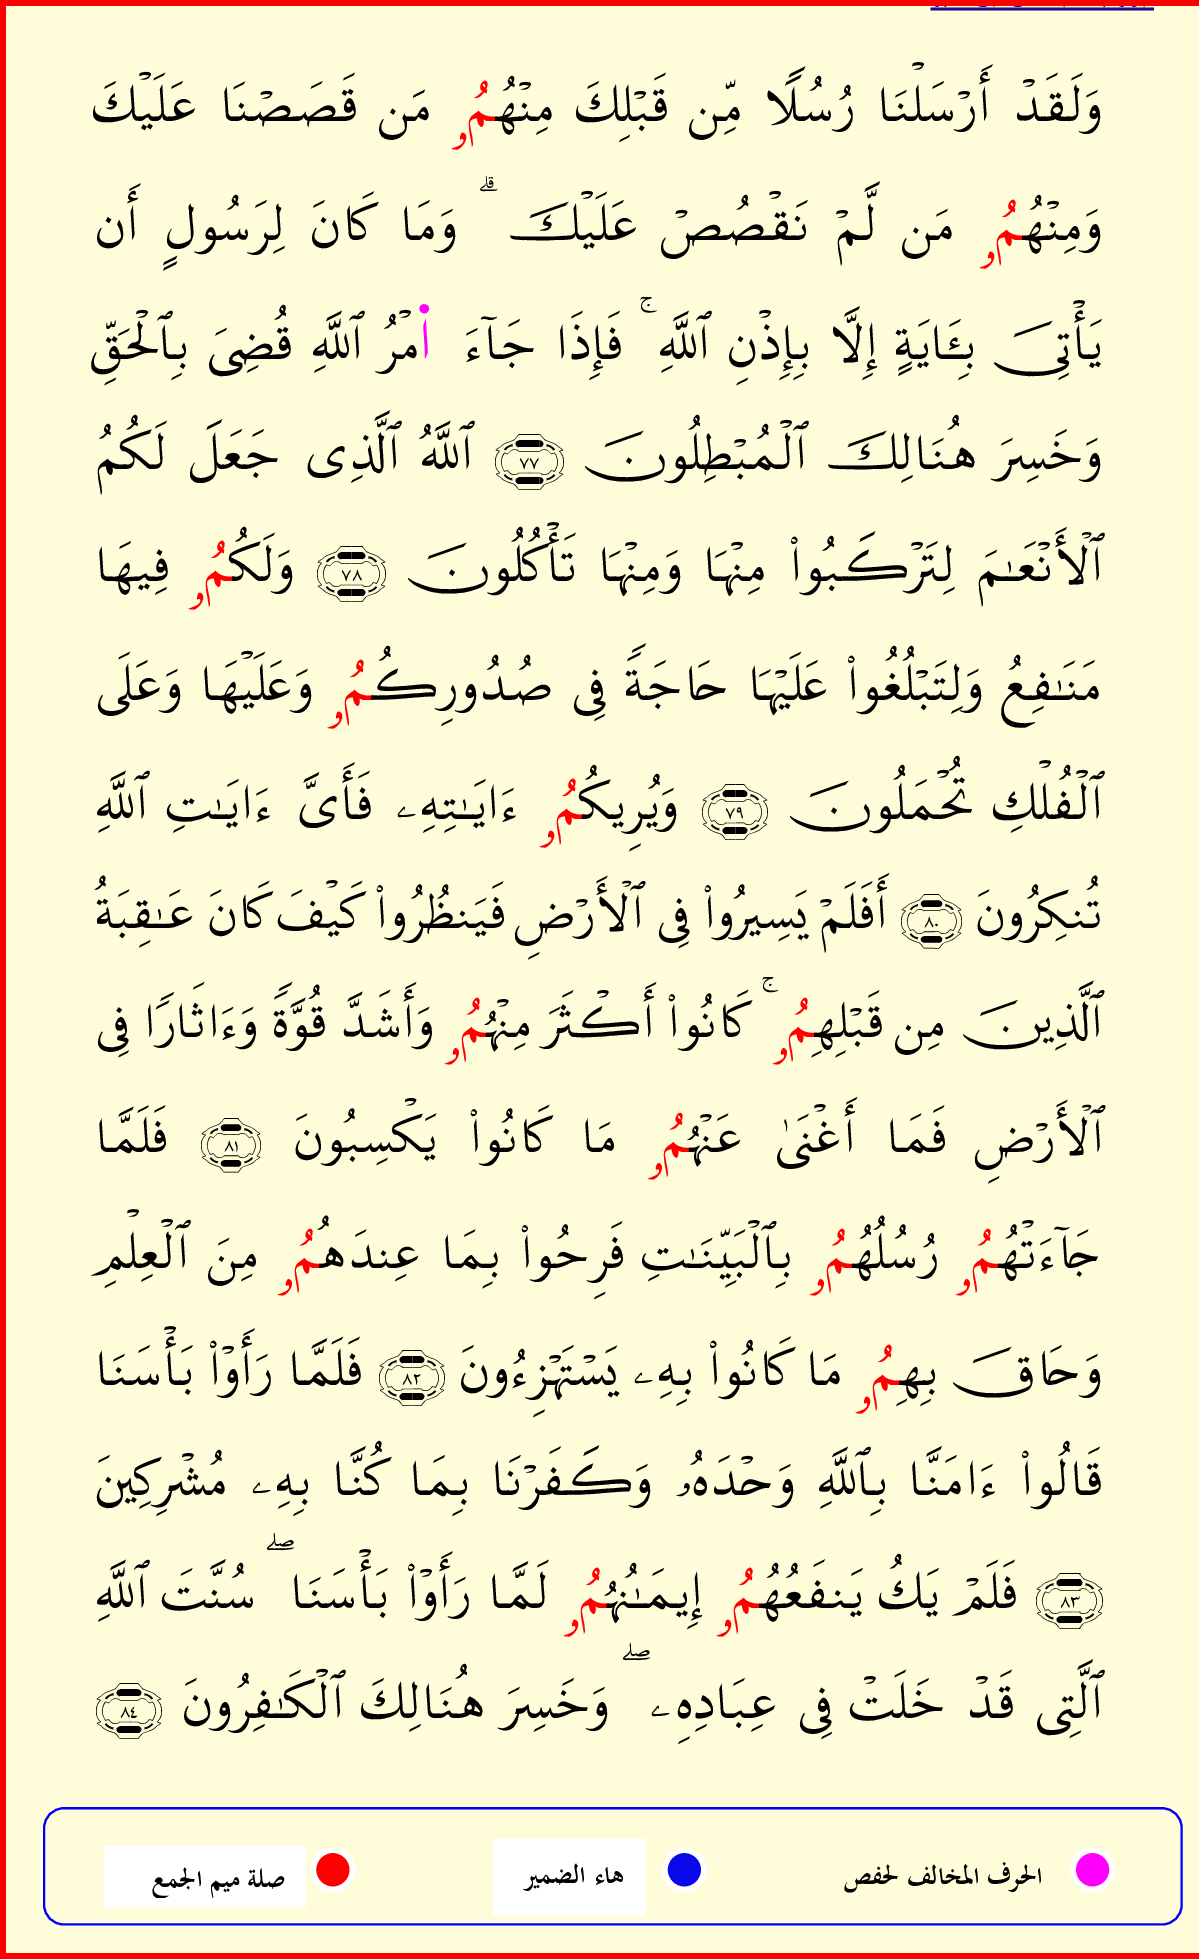 وَلَقَدْ أَرْسَلْنَا رُسُلًا مِّن قَبْلِكَ مِنْهُمُۥ مَن قَصَصْنَا عَلَيْكَ
وَمِنْهُمُۥ مَن لَّمْ نَقْصُصْ عَلَيْكَ ۗ وَمَا كَانَ لِرَسُولٍ أَن
يَأْتِىَ بِـَٔايَةٍ إِلَّا بِإِذْنِ ٱللَّهِ ۚ فَإِذَا جَآءَ اَ۬مْرُ ٱللَّهِ قُضِىَ بِٱلْحَقِّ
وَخَسِرَ هُنَالِكَ ٱلْمُبْطِلُونَ ٧٧ ٱللَّهُ ٱلَّذِى جَعَلَ لَكُمُ
ٱلْأَنْعَـٰمَ لِتَرْكَبُوا۟ مِنْهَا وَمِنْهَا تَأْكُلُونَ ٧٨ وَلَكُمُۥ فِيهَا
مَنَـٰفِعُ وَلِتَبْلُغُوا۟ عَلَيْهَا حَاجَةً فِى صُدُورِكُمُۥ وَعَلَيْهَا وَعَلَى
ٱلْفُلْكِ تُحْمَلُونَ ٧٩ وَيُرِيكُمُۥ ءَايَـٰتِهِۦ فَأَىَّ ءَايَـٰتِ ٱللَّهِ
تُنكِرُونَ ٨٠ أَفَلَمْ يَسِيرُوا۟ فِى ٱلْأَرْضِ فَيَنظُرُوا۟ كَيْفَ كَانَ عَـٰقِبَةُ
ٱلَّذِينَ مِن قَبْلِهِمُۥ ۚ كَانُوا۟ أَكْثَرَ مِنْهُمُۥ وَأَشَدَّ قُوَّةً وَءَاثَارًا فِى
ٱلْأَرْضِ فَمَا أَغْنَىٰ عَنْهُمُۥ مَا كَانُوا۟ يَكْسِبُونَ ٨١ فَلَمَّا
جَآءَتْهُمُۥ رُسُلُهُمُۥ بِٱلْبَيِّنَـٰتِ فَرِحُوا۟ بِمَا عِندَهُمُۥ مِنَ ٱلْعِلْمِ
وَحَاقَ بِهِمُۥ مَا كَانُوا۟ بِهِۦ يَسْتَهْزِءُونَ ٨٢ فَلَمَّا رَأَوْا۟ بَأْسَنَا
قَالُوا۟ ءَامَنَّا بِٱللَّهِ وَحْدَهُۥ وَكَفَرْنَا بِمَا كُنَّا بِهِۦ مُشْرِكِينَ
٨٣ فَلَمْ يَكُ يَنفَعُهُمُۥ إِيمَـٰنُهُمُۥ لَمَّا رَأَوْا۟ بَأْسَنَا ۖ سُنَّتَ ٱللَّهِ
ٱلَّتِى قَدْ خَلَتْ فِى عِبَادِهِۦ ۖ وَخَسِرَ هُنَالِكَ ٱلْكَـٰفِرُونَ ٨٤
الحرف المخالف لحفص هاء الضمير صلة ميم الجمع